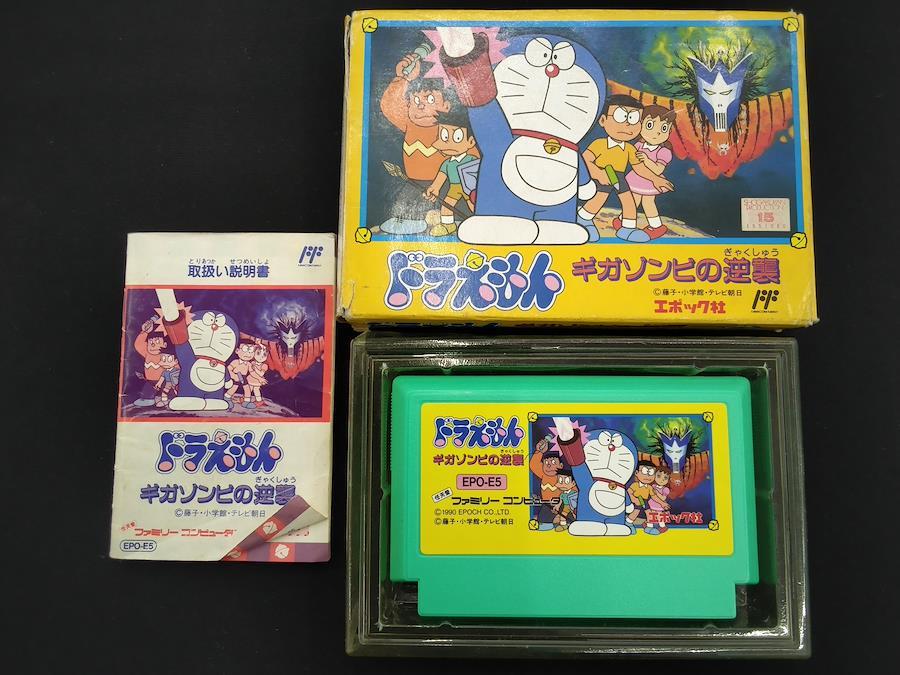 とりあつか せつめいしょ
取扱い説明書
ドラえもん
ぎゃくしゅう
ギガゾンビの逆襲
©藤子・小学館・テレビ朝日
任天堂
ファミリー コンピュータ
EPO-E5
15
ドラえもん
ぎゃくしゅう
ギガゾンビの逆襲
©藤子・小学館・テレビ朝日
エポック社
ドラえもん
ぎゃくしゅう
ギガゾンビの逆襲
EPO-E5
任天堂
ファミリー コンピュータ
©1990 EPOCH CO.,LTD.
©藤子・小学館・テレビ朝日
エポック社